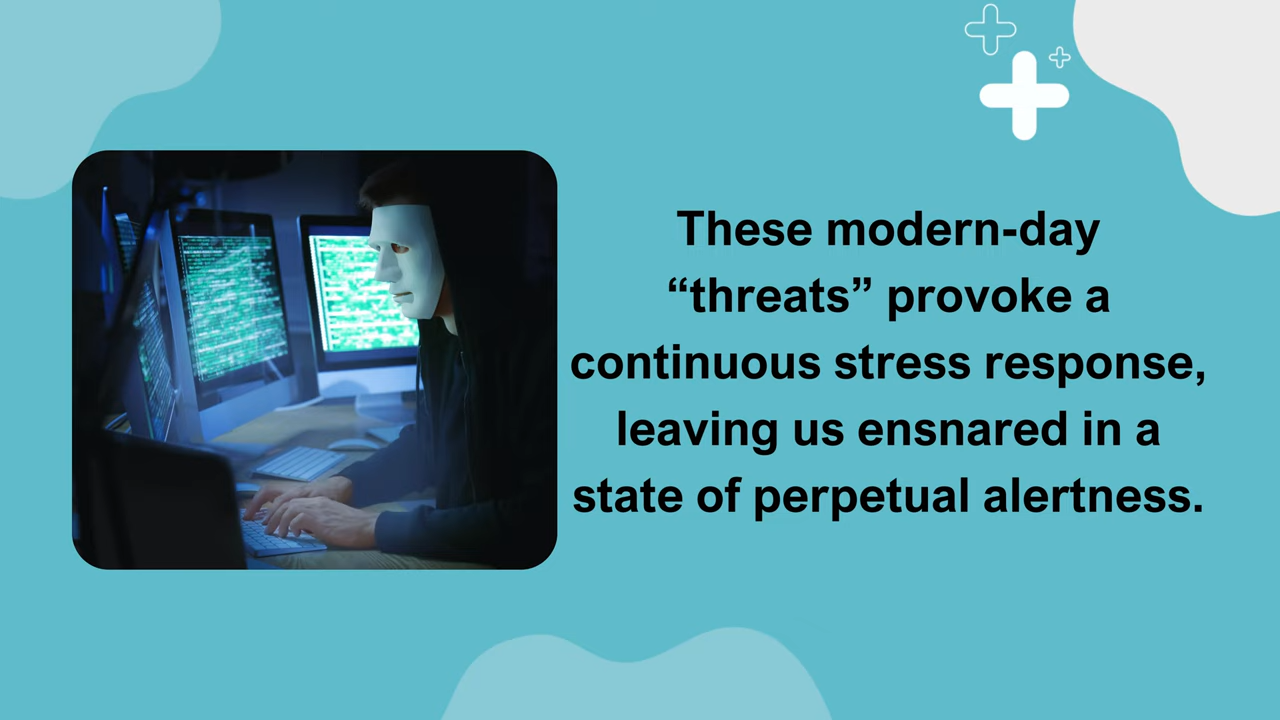 These modern-day
“threats” provoke a
continuous stress response,
leaving us ensnared in a
state of perpetual alertness.